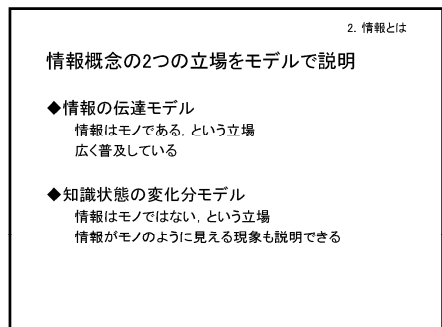 2. 情報とは
情報概念の2つの立場をモデルで説明
◆情報の伝達モデル
情報はモノである，という立場
広く普及している
◆知識状態の変化分モデル
情報はモノではない，という立場
情報がモノのように見える現象も説明できる